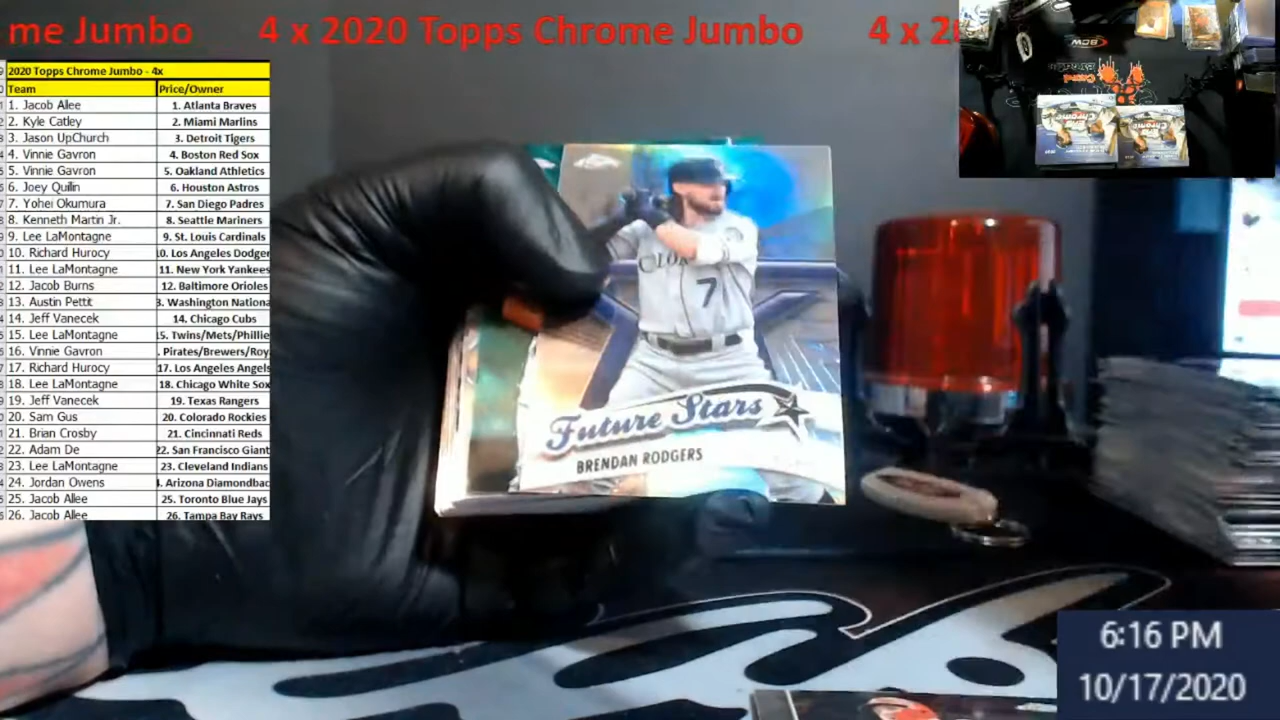 me Jumbo 4 x 2020 Topps Chrome Jumbo 4 x 2
2020 Topps Chrome Jumbo - 4x
Team Price/Owner
1. Jacob Allee 1. Atlanta Braves
2. Kyle Catley 2. Miami Marlins
3. Jason UpChurch 3. Detroit Tigers
4. Vinnie Gavron 4. Boston Red Sox
5. Vinnie Gavron 5. Oakland Athletics
6. Joey Quilin 6. Houston Astros
7. Yohei Okumura 7. San Diego Padres
8. Kenneth Martin Jr. 8. Seattle Mariners
9. Lee LaMontagne 9. St. Louis Cardinals
10. Richard Hurocy 10. Los Angeles Dodger
11. Lee LaMontagne 11. New York Yankees
12. Jacob Burns 12. Baltimore Orioles
13. Austin Pettit 3. Washington Nationa
14. Jeff Vanecek 14. Chicago Cubs
15. Lee LaMontagne 15. Twins/Mets/Phillie
16. Vinnie Gavron . Pirates/Brewers/Roy
17. Richard Hurocy 17. Los Angeles Angels
18. Lee LaMontagne 18. Chicago White Sox
19. Jeff Vanecek 19. Texas Rangers
20. Sam Gus 20. Colorado Rockies
21. Brian Crosby 21. Cincinnati Reds
22. Adam De 22. San Francisco Giant
23. Lee LaMontagne 23. Cleveland Indians
24. Jordan Owens . Arizona Diamondbac
25. Jacob Allee 25. Toronto Blue Jays
26. Jacob Allee 26. Tampa Bay Rays
7
Future Stars
BRENDAN RODGERS
6:16 PM
10/17/2020